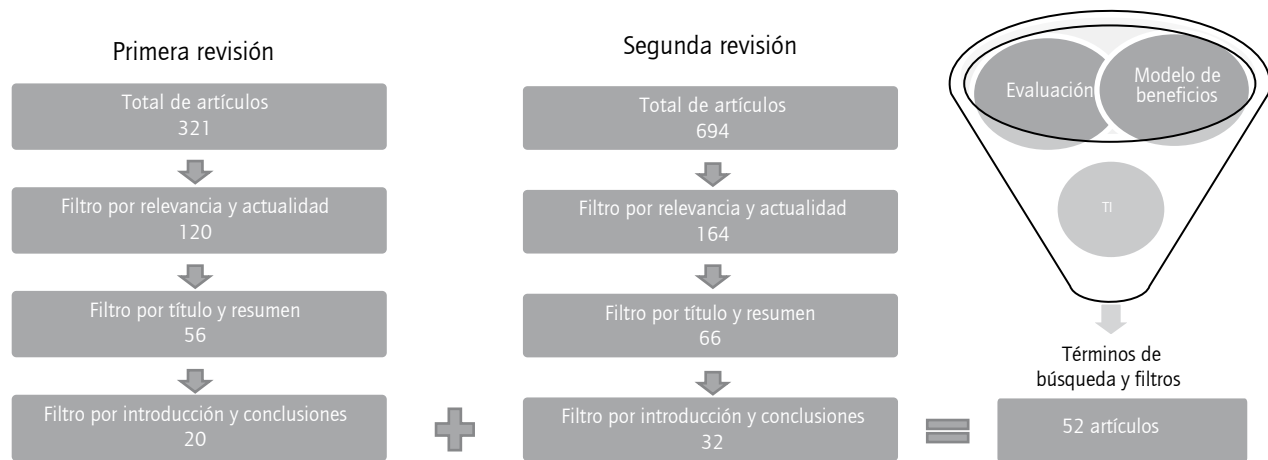 Primera revisión
Total de artículos
321
Filtro por relevancia y actualidad
120
Filtro por título y resumen
56
Filtro por introducción y conclusiones
20
Segunda revisión
Total de artículos
694
Filtro por relevancia y actualidad
164
Filtro por título y resumen
66
Filtro por introducción y conclusiones
32
Evaluación
Modelo de
beneficios
TI
Términos de
búsqueda y filtros
52 artículos